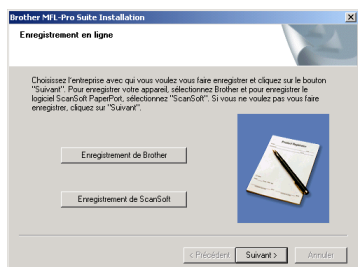 Brother MFL-Pro Suite Installation
Enregistrement en ligne
Choisissez l'entreprise avec qui vous voulez vous faire enregistrer et cliquez sur le bouton
"Suivant". Pour enregistrer votre appareil, sélectionnez Brother et pour enregistrer le
logiciel ScanSoft PaperPort, sélectionnez "ScanSoft". Si vous ne voulez pas vous faire
enregistrer, cliquez sur "Suivant".
Enregistrement de Brother
Enregistrement de ScanSoft
< Précédent
Suivant >
Annuler